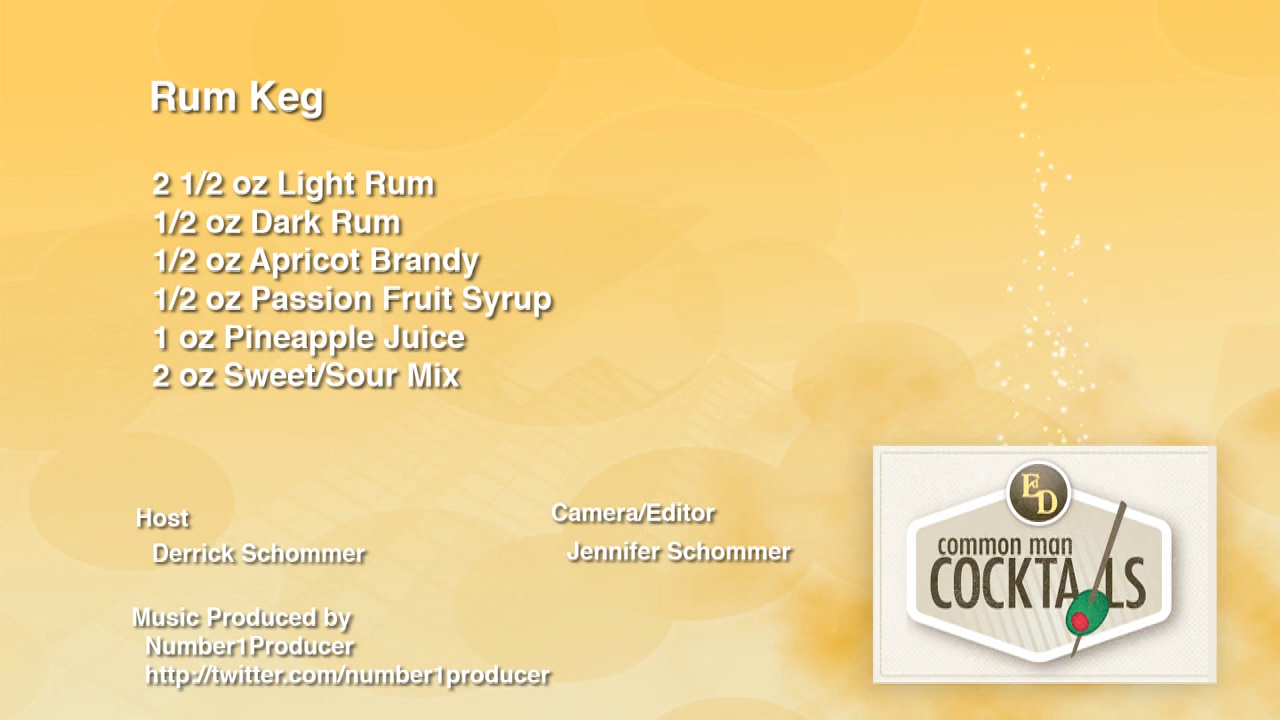 Rum Keg
2 1/2 oz Light Rum
1/2 oz Dark Rum
1/2 oz Apricot Brandy
1/2 oz Passion Fruit Syrup
1 oz Pineapple Juice
2 oz Sweet/Sour Mix
Host
Derrick Schommer
Camera/Editor
Jennifer Schommer
Music Produced by
Number1Producer
http://twitter.com/number1producer
ED
common man
COCKTAILS